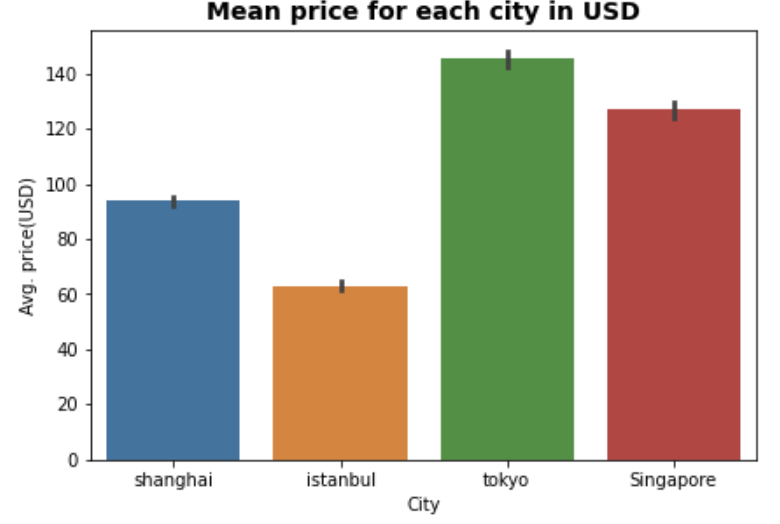 Mean price for each city in USD
Avg. price(USD)
140
120
100
80
60
40
20
0
shanghai istanbul tokyo Singapore
City